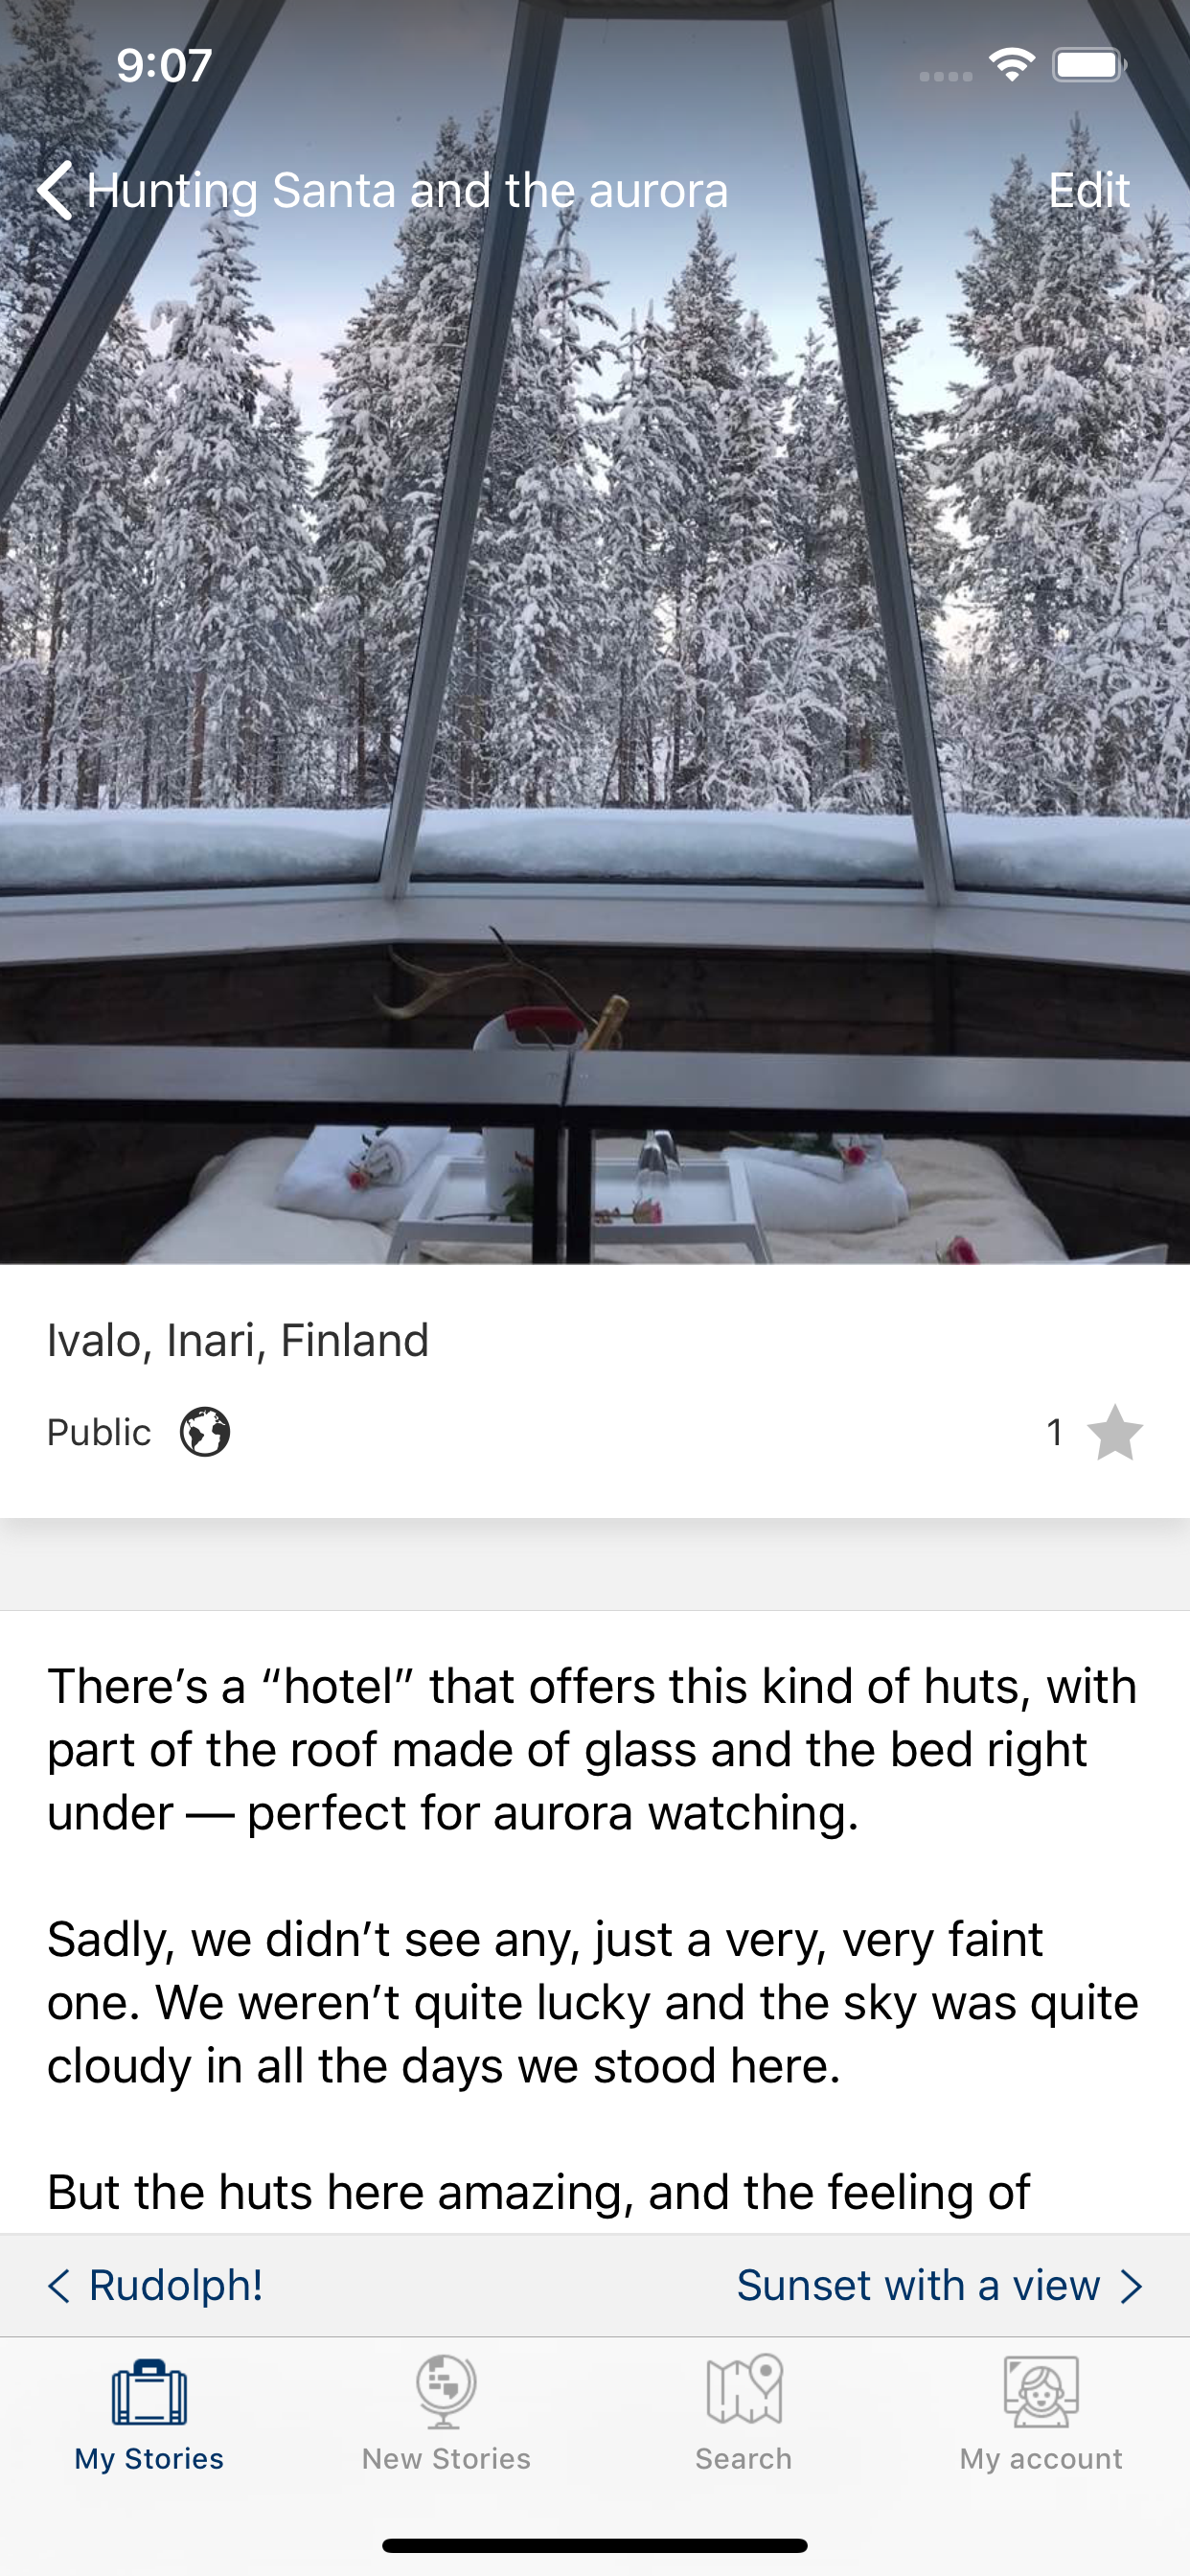 9:07
Hunting Santa and the aurora
Edit
Ivalo, Inari, Finland
Public
1
There’s a “hotel” that offers this kind of huts, with
part of the roof made of glass and the bed right
under — perfect for aurora watching.
Sadly, we didn’t see any, just a very, very faint
one. We weren’t quite lucky and the sky was quite
cloudy in all the days we stood here.
But the huts here amazing, and the feeling of
Rudolph!
Sunset with a view
My Stories
New Stories
Search
My account